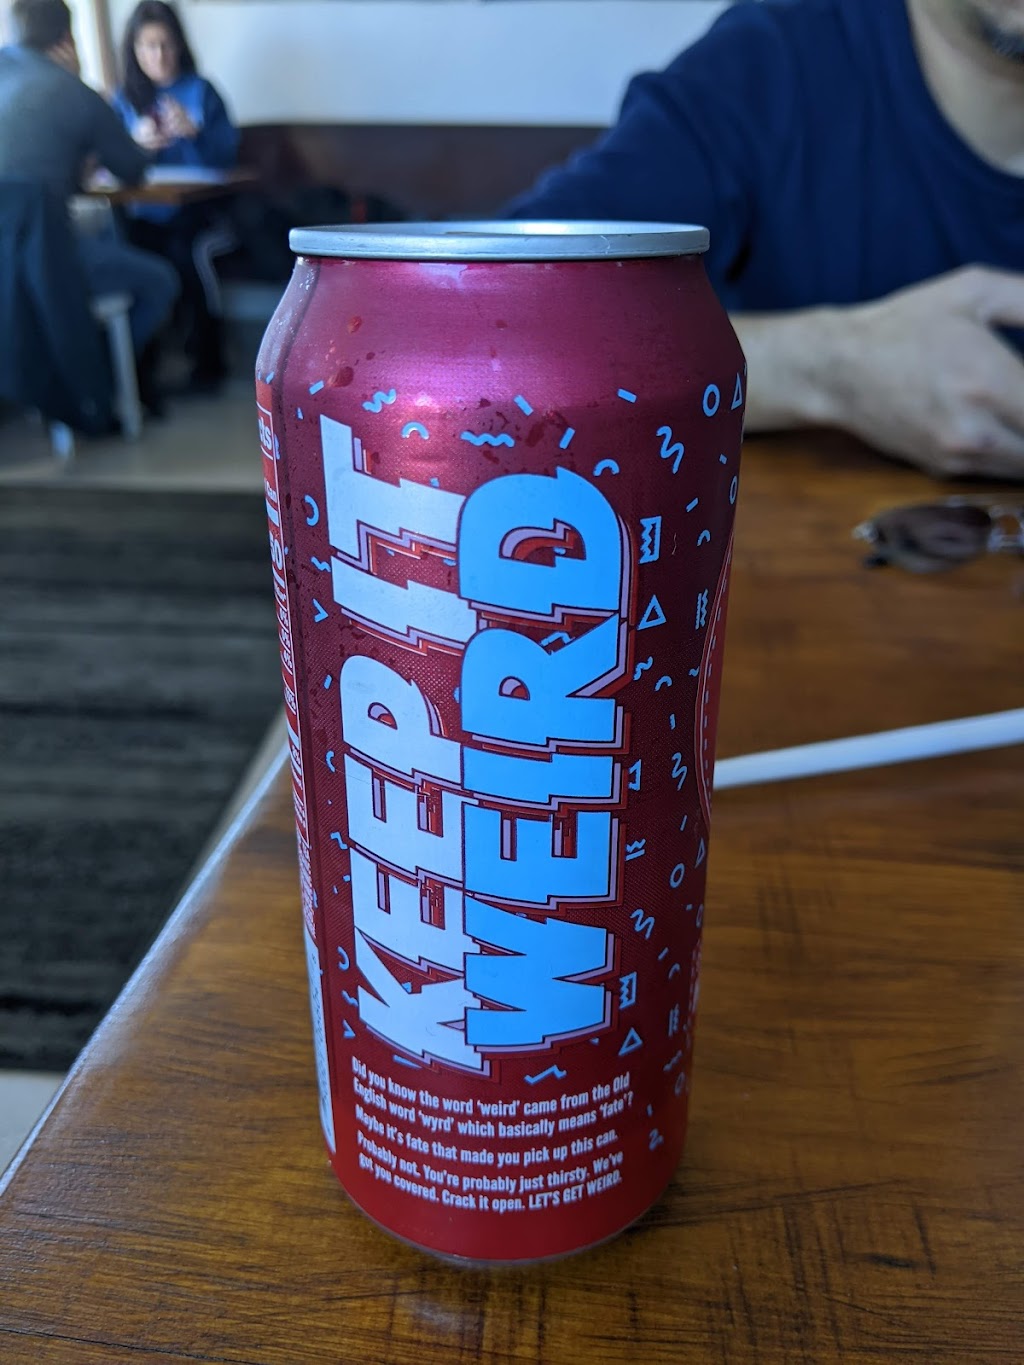 KEEP IT
WEIRD
Did you know the word 'weird' came from the Old
English word 'wyrd' which basically means 'fate'?
Maybe it's fate that made you pick up this can.
Probably not. You're probably just thirsty. We've
got you covered. Crack it open. LET'S GET WEIRD.